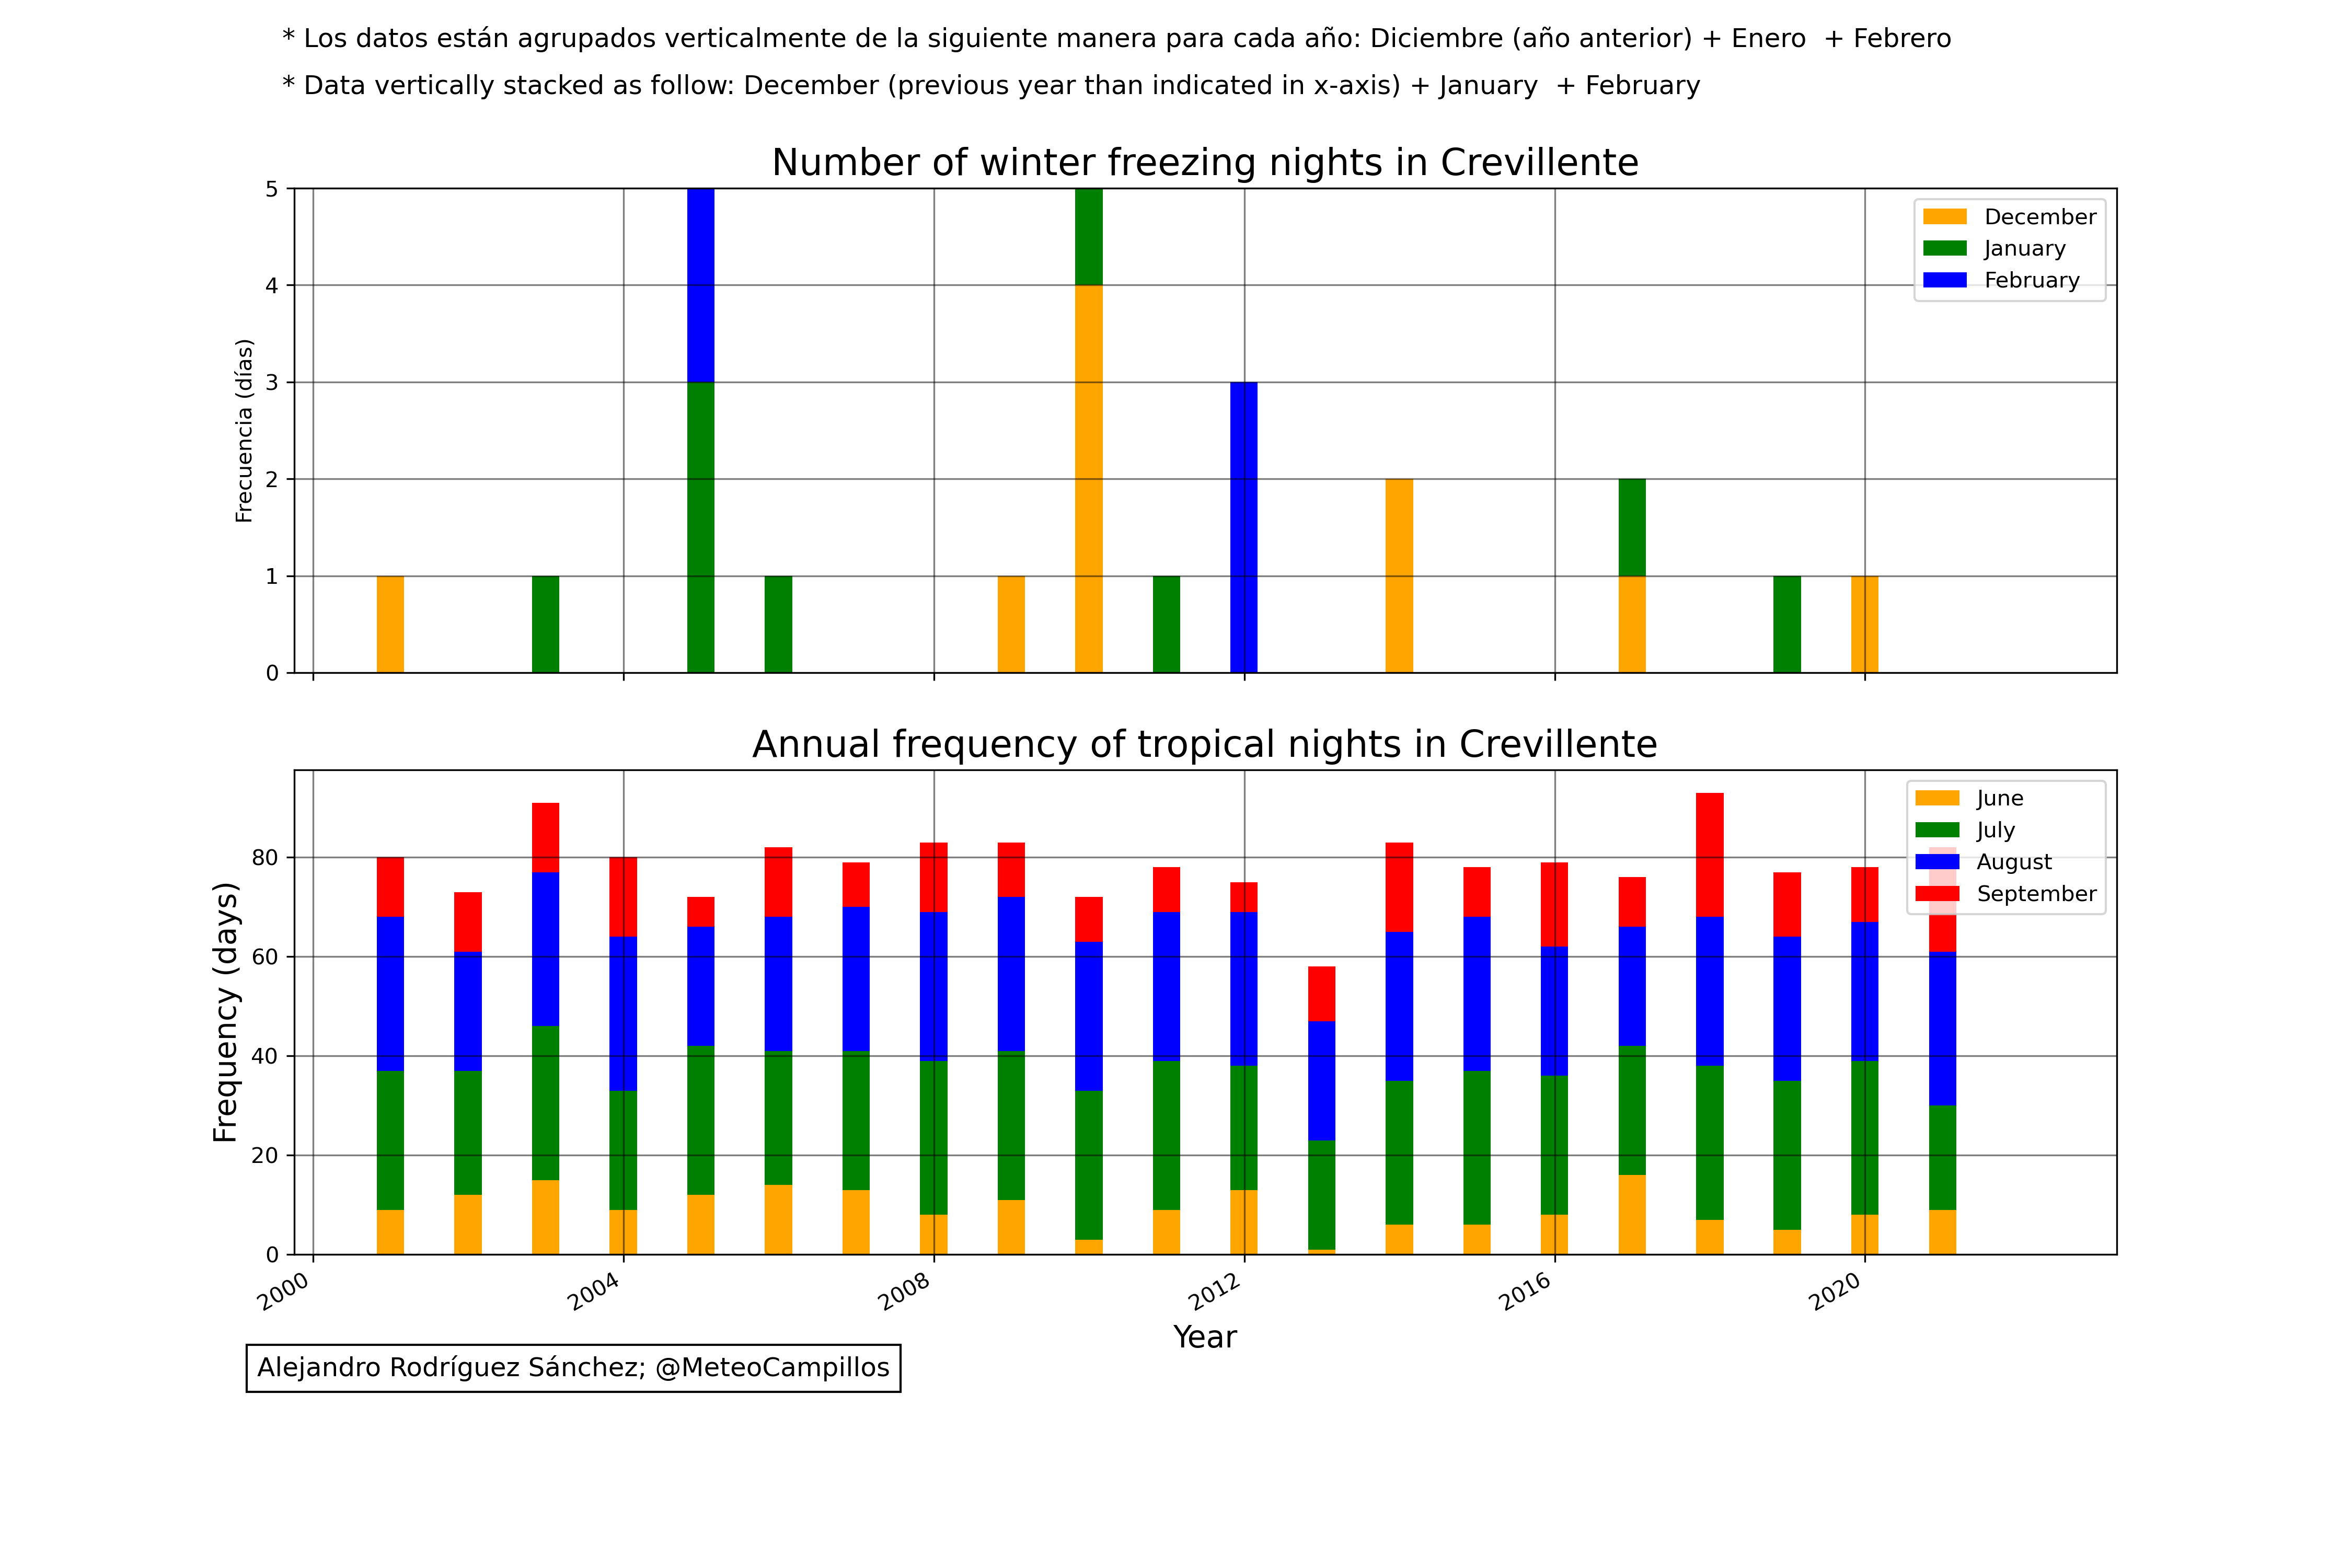 * Los datos están agrupados verticalmente de la siguiente manera para cada año: Diciembre (año anterior) + Enero  + Febrero
* Data vertically stacked as follow: December (previous year than indicated in x-axis) + January  + February
Number of winter freezing nights in Crevillente
5
4
3
2
1
0
Frecuencia (días)
December
January
February
Annual frequency of tropical nights in Crevillente
80
60
40
20
0
Frequency (days)
June
July
August
September
2000
2004
2008
2012
2016
2020
Year
Alejandro Rodríguez Sánchez; @MeteoCampillos